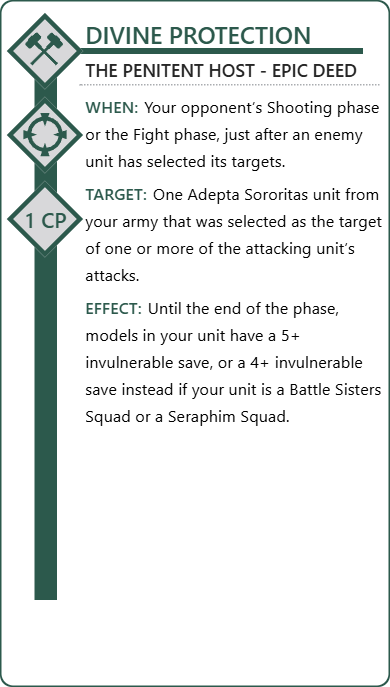 DIVINE PROTECTION
THE PENITENT HOST - EPIC DEED
WHEN: Your opponent's Shooting phase
or the Fight phase, just after an enemy
unit has selected its targets.
TARGET: One Adepta Sororitas unit from
your army that was selected as the target
of one or more of the attacking unit's
attacks.
1 CP
EFFECT: Until the end of the phase,
models in your unit have a 5+
invulnerable save, or a 4+ invulnerable
save instead if your unit is a Battle Sisters
Squad or a Seraphim Squad.